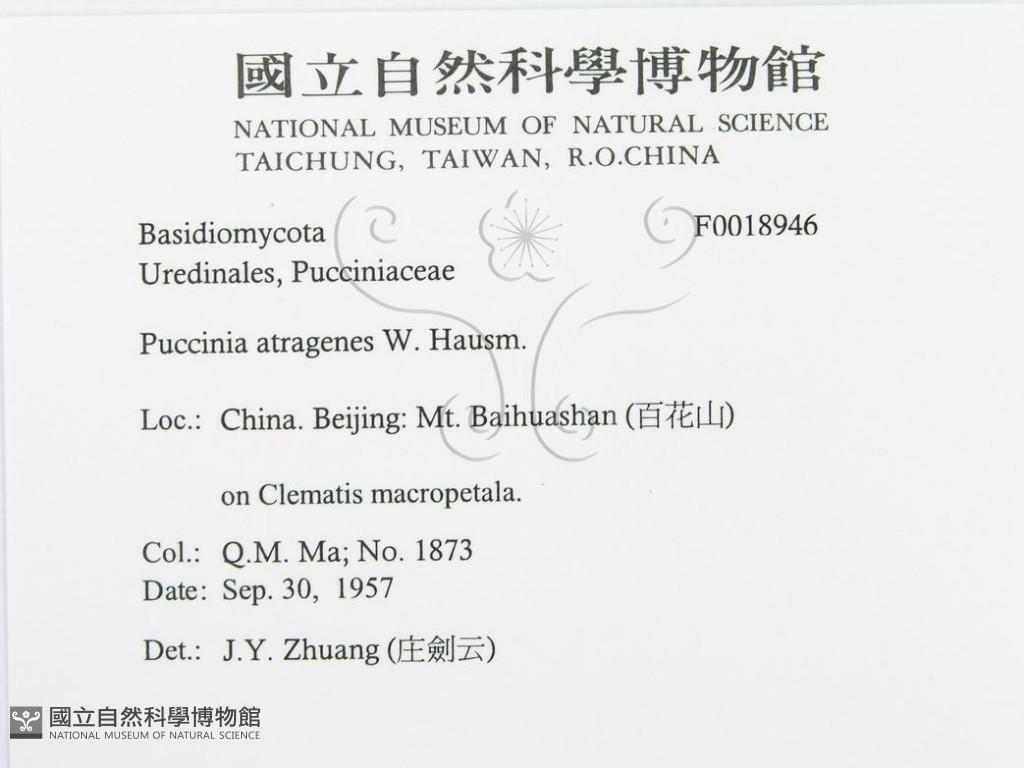 國立自然科學博物館
NATIONAL MUSEUM OF NATURAL SCIENCE
TAICHUNG, TAIWAN, R.O.CHINA
Basidiomycota F0018946
Uredinales, Pucciniaceae
Puccinia atragenes W. Hausm.
Loc.: China. Beijing: Mt. Baihuashan (百花山)
on Clematis macropetala.
Col.: Q.M. Ma; No. 1873
Date: Sep. 30, 1957
Det.: J.Y. Zhuang (庄劍云)
國立自然科學博物館
NATIONAL MUSEUM OF NATURAL SCIENCE